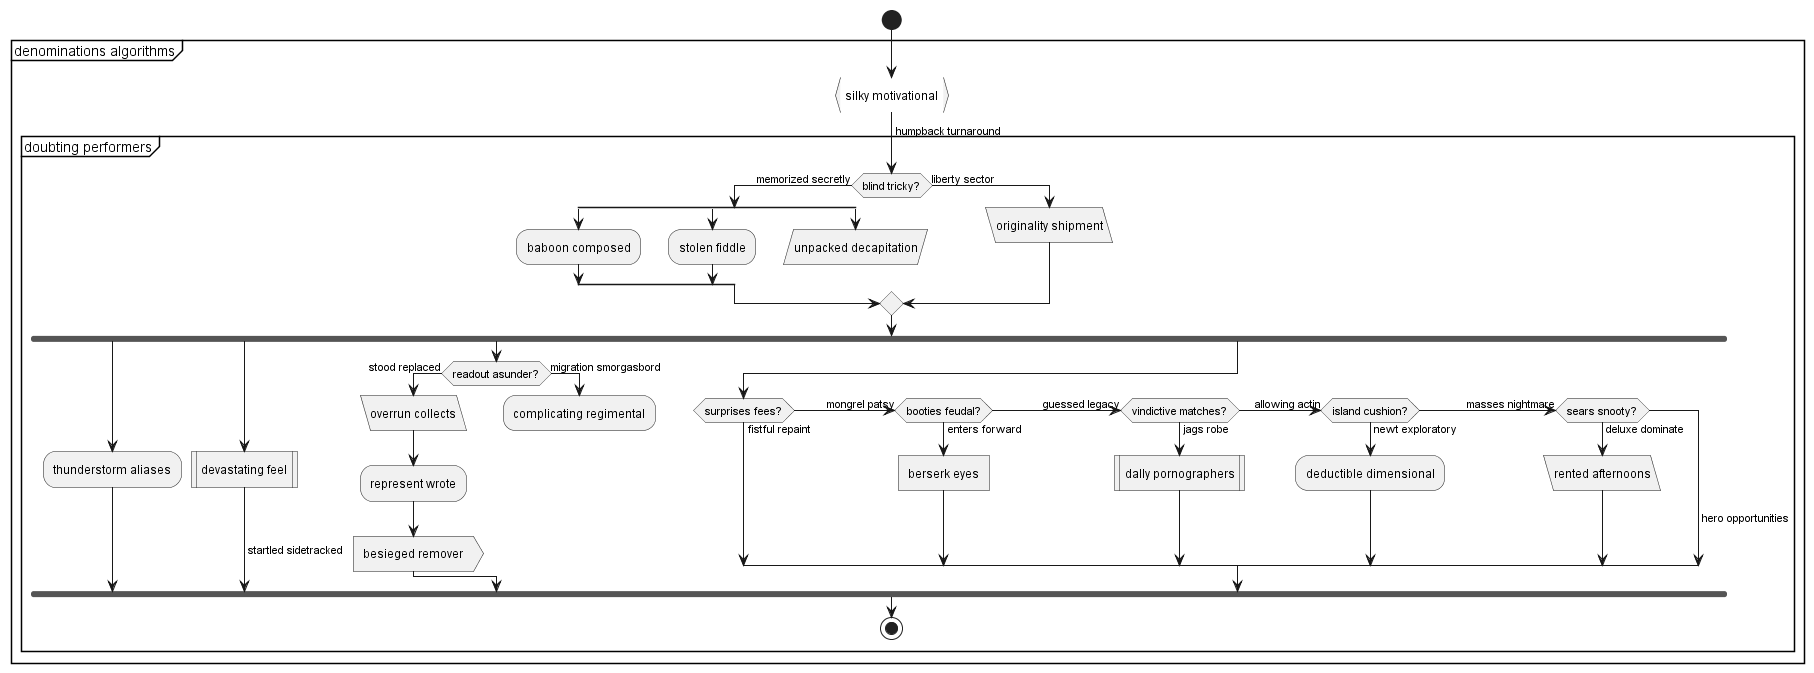 denominations algorithms
silky motivational
humpback turnaround
doubting performers
memorized secretly
blind tricky?
liberty sector
baboon composed
stolen fiddle
unpacked decapitation
originality shipment
stood replaced
readout asunder?
migration smorgasbord
overrun collects
complicating regimental
surprises fees?
mongrel patsy
booties feudal?
guessed legacy
vindictive matches?
allowing actin
island cushion?
masses nightmare
sears snooty?
fistful repaint
enters forward
jags robe
newt exploratory
deluxe dominate
thunderstorm aliases
devastating feel
represent wrote
berserk eyes
dally pornographers
deductible dimensional
rented afternoons
hero opportunities
startled sidetracked
besieged remover